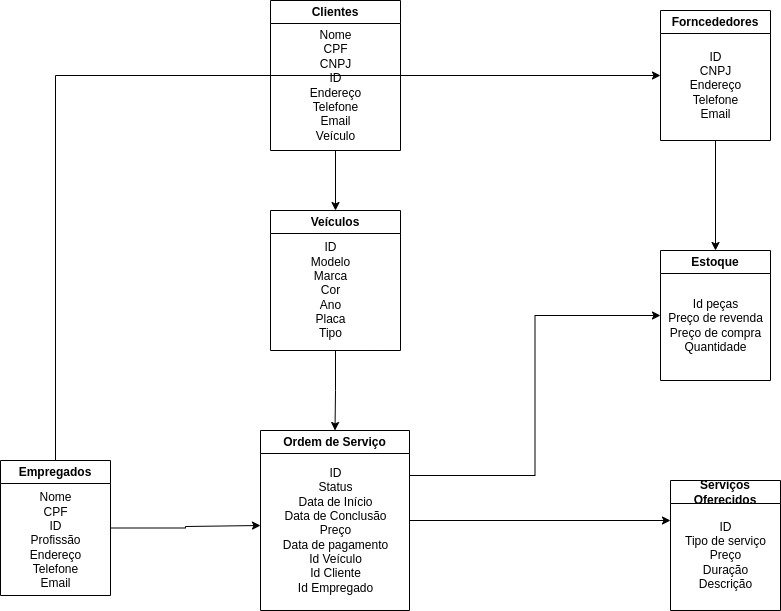 Clientes
Nome
CPF
CNPJ
ID
Endereço
Telefone
Email
Veículo
Forncededores
ID
CNPJ
Endereço
Telefone
Email
Veículos
ID
Modelo
Marca
Cor
Ano
Placa
Tipo
Estoque
Id peças
Preço de revenda
Preço de compra
Quantidade
Empregados
Nome
CPF
ID
Profissão
Endereço
Telefone
Email
Ordem de Serviço
ID
Status
Data de Início
Data de Conclusão
Preço
Data de pagamento
Id Veículo
Id Cliente
Id Empregado
Serviços
Oferecidos
ID
Tipo de serviço
Preço
Duração
Descrição